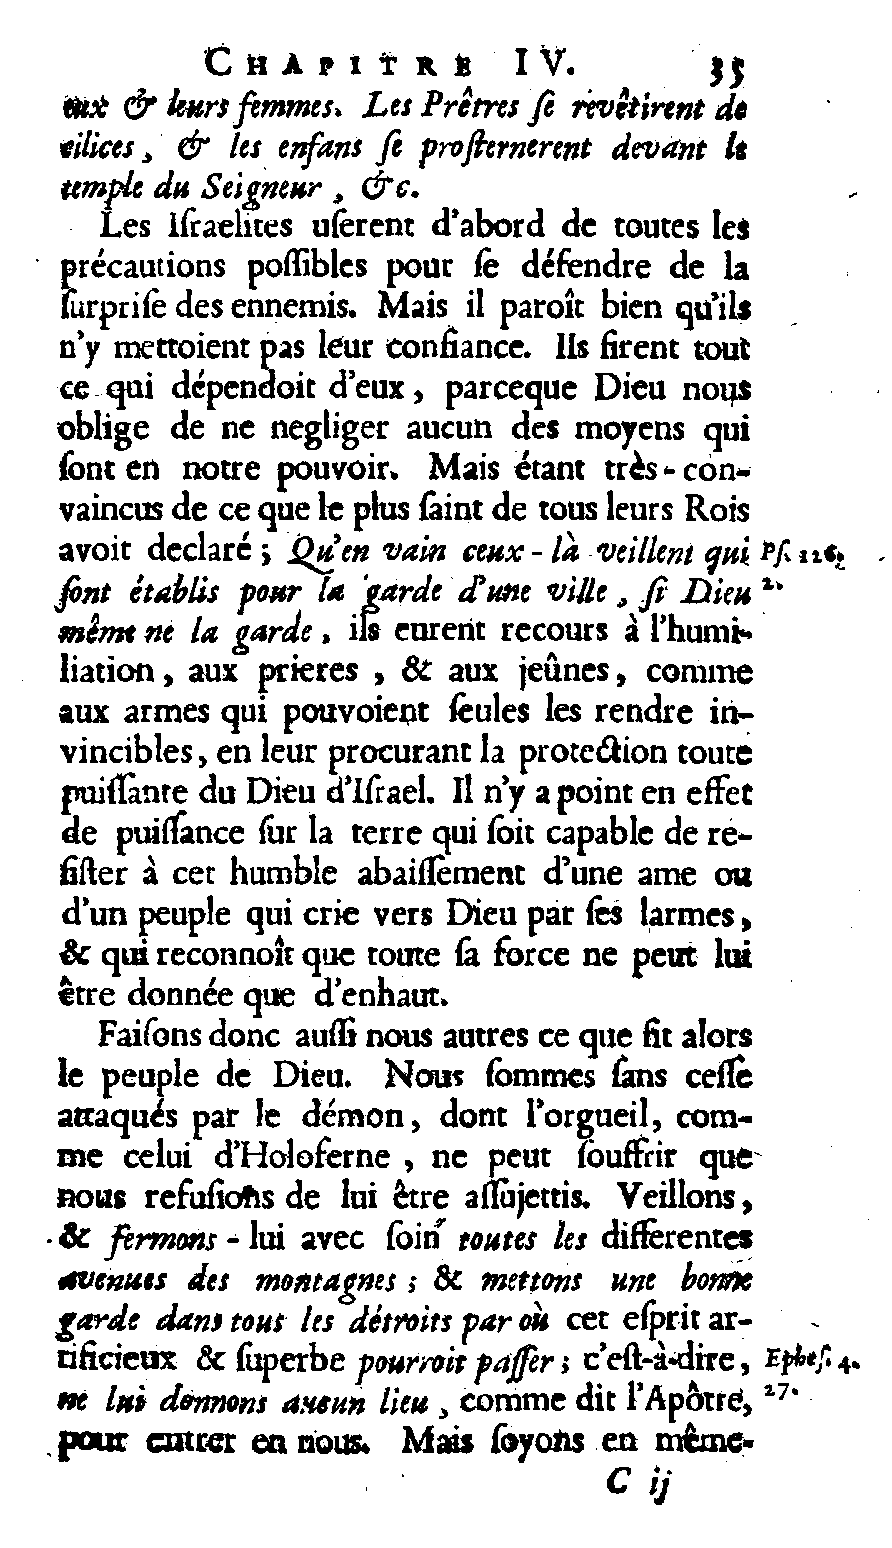 CHAPITRE IV. 35
eux & leurs femmes. Les Prêtres ſe revêtirent de
cilices, & les enfans ſe proſternerent devant le
temple du Seigneur, &c.
Les Iſraelites uſerent d'abord de toutes les
précautions poſſibles pour ſe défendre de la
ſurpriſe des ennemis. Mais il paroît bien qu'ils
n'y mettoient pas leur confiance. Ils firent tout
ce qui dépendoit d'eux, parceque Dieu nous
oblige de ne negliger aucun des moyens qui
ſont en notre pouvoir. Mais étant très-con-
vaincus de ce que le plus ſaint de tous leurs Rois
avoit declaré; Qu'en vain ceux-là veillent qui Pſ. 126.
ſont établis pour la garde d'une ville, ſi Dieu 2.
même ne la garde, ils eurent recours à l'humi-
liation, aux prieres, & aux jeûnes, comme
aux armes qui pouvoient ſeules les rendre in-
vincibles, en leur procurant la protection toute
puiſſante du Dieu d'Iſrael. Il n'y a point en effet
de puiſſance ſur la terre qui ſoit capable de re-
ſiſter à cet humble abaiſſement d'une ame ou
d'un peuple qui crie vers Dieu par ſes larmes,
& qui reconnoît que toute ſa force ne peut lui
être donnée que d'enhaut.
Faiſons donc auſſi nous autres ce que fit alors
le peuple de Dieu. Nous ſommes ſans ceſſe
attaqués par le démon, dont l'orgueil, com-
me celui d'Holoferne, ne peut ſouffrir que
nous refuſions de lui être aſſujettis. Veillons,
& fermons-lui avec ſoin toutes les differentes
avenues des montagnes; & mettons une bonne
garde dans tous les détroits par où cet eſprit ar-
tificieux & ſuperbe pourroit paſſer; c'eſt-à-dire, Epheſ. 4.
ne lui donnons aucun lieu, comme dit l'Apôtre, 27.
pour entrer en nous. Mais ſoyons en même-
C ij